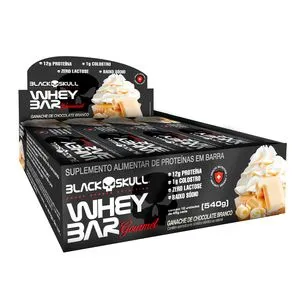 • 12g PROTEÍNA
• 1g COLOSTRO
• ZERO LACTOSE
• BAIXO SÓDIO
BLACK SKULL
WHEY
BAR Gourmet
GANACHE DE CHOCOLATE BRANCO
SUPLEMENTO ALIMENTAR DE PROTEÍNAS EM BARRA
BLACK SKULL
WHEY
BAR Gourmet
• 12g PROTEÍNA
• 1g COLOSTRO
• ZERO LACTOSE
• BAIXO SÓDIO
(540g)
GANACHE DE CHOCOLATE BRANCO